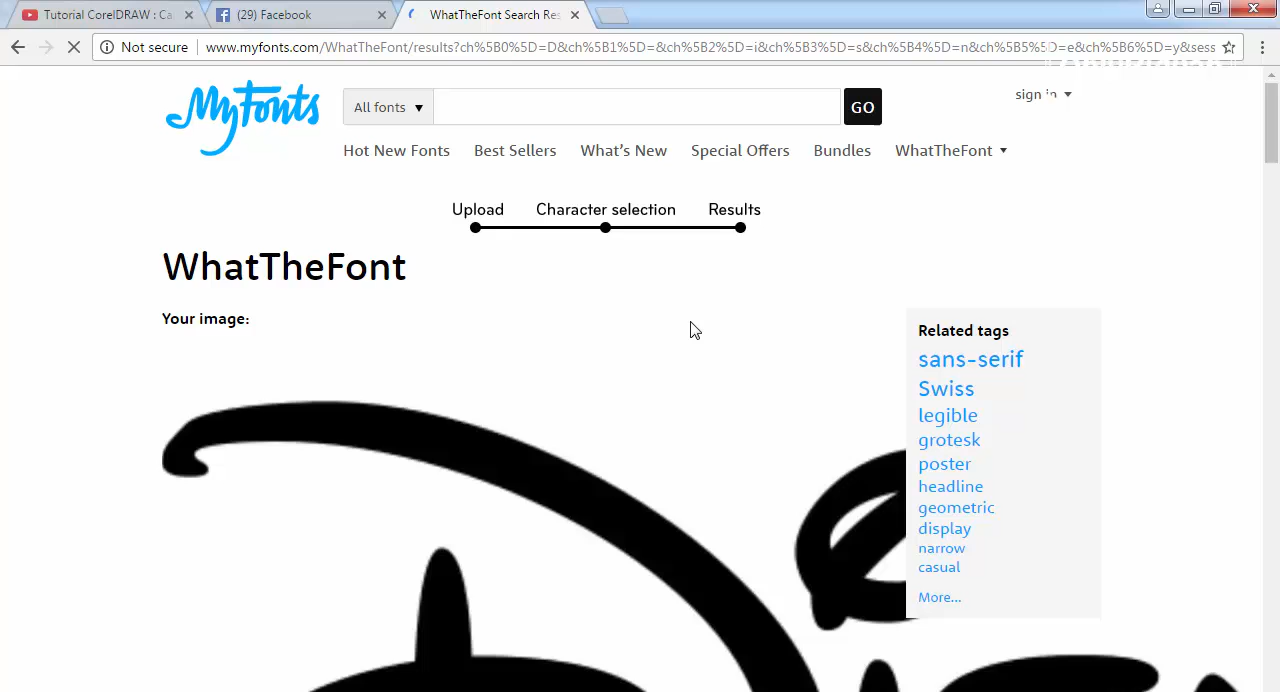 Tutorial CorelDRAW : Ca
(29) Facebook
WhatTheFont Search Res
Not secure
www.myfonts.com/WhatTheFont/results?ch%5B0%5D=D&ch%5B1%5D=&ch%5B2%5D=i&ch%5B3%5D=s&ch%5B4%5D=n&ch%5B5%5D=e&ch%5B6%5D=y&sess
MyFonts
All fonts ▼
GO
sign in
Hot New Fonts Best Sellers What's New Special Offers Bundles WhatTheFont ▼
Upload Character selection Results
WhatTheFont
Your image:
Related tags
sans-serif
Swiss
legible
grotesk
poster
headline
geometric
display
narrow
casual
More...